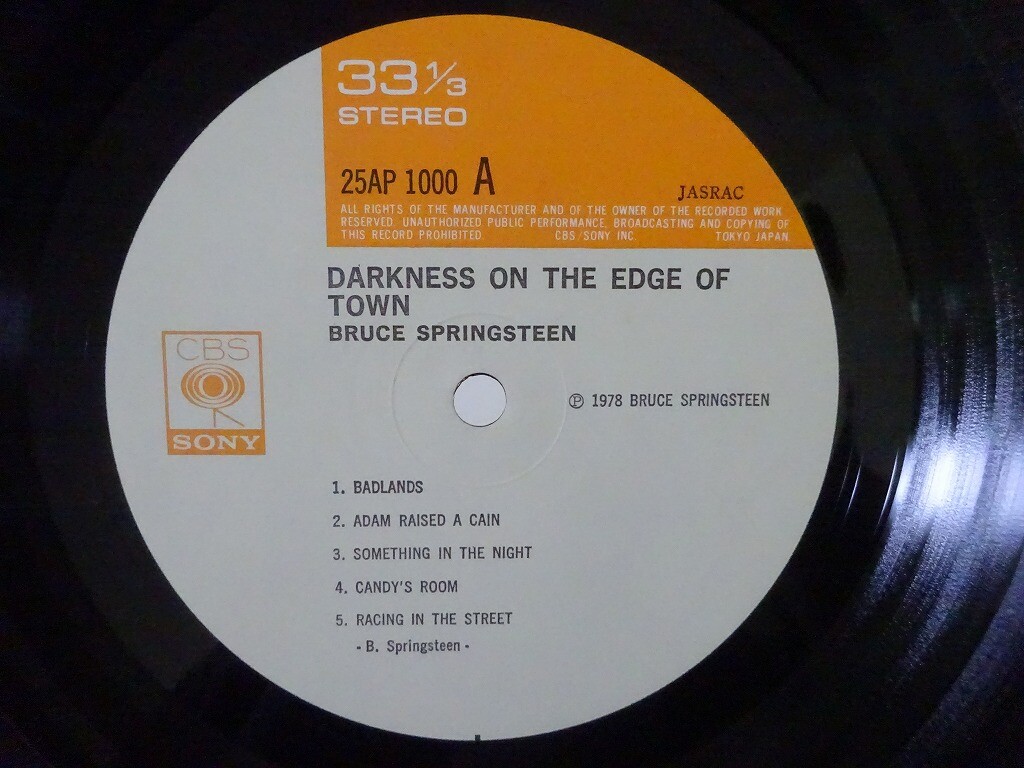 33 1/3
STEREO
25AP 1000 A
JASRAC
ALL RIGHTS OF THE MANUFACTURER AND OF THE OWNER OF THE RECORDED WORK
RESERVED. UNAUTHORIZED PUBLIC PERFORMANCE, BROADCASTING AND COPYING OF
THIS RECORD PROHIBITED. CBS/SONY INC. TOKYO JAPAN.
DARKNESS ON THE EDGE OF
TOWN
BRUCE SPRINGSTEEN
CBS
SONY
℗ 1978 BRUCE SPRINGSTEEN
1. BADLANDS
2. ADAM RAISED A CAIN
3. SOMETHING IN THE NIGHT
4. CANDY'S ROOM
5. RACING IN THE STREET
- B. Springsteen -